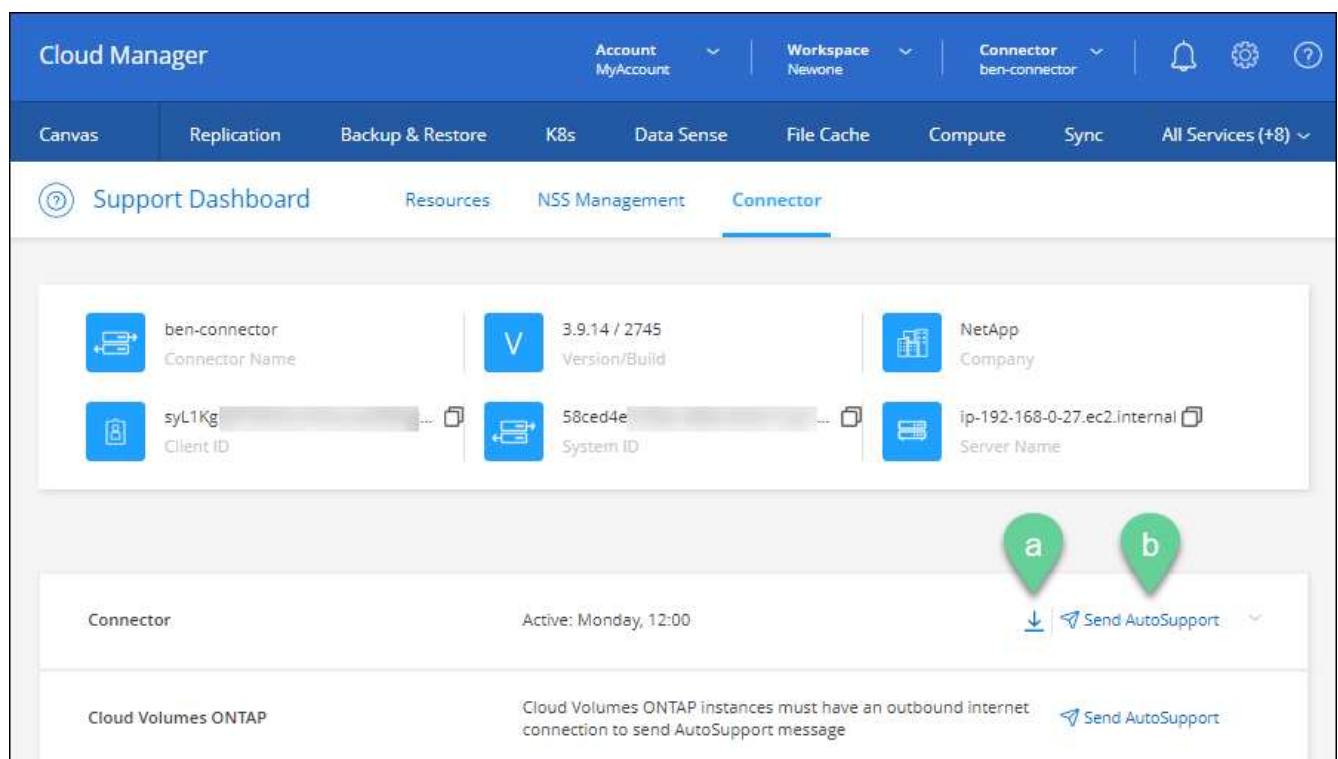 Cloud Manager
Account
MyAccount
Workspace
Newone
Connector
ben-connector
Canvas Replication Backup & Restore K8s Data Sense File Cache Compute Sync All Services (+8)
Support Dashboard Resources NSS Management Connector
ben-connector
Connector Name
V
3.9.14 / 2745
Version/Build
NetApp
Company
syL1Kg ...
Client ID
58ced4e ...
System ID
ip-192-168-0-27.ec2.internal
Server Name
a b
Connector Active: Monday, 12:00 Send AutoSupport
Cloud Volumes ONTAP
Cloud Volumes ONTAP instances must have an outbound internet
connection to send AutoSupport message
Send AutoSupport